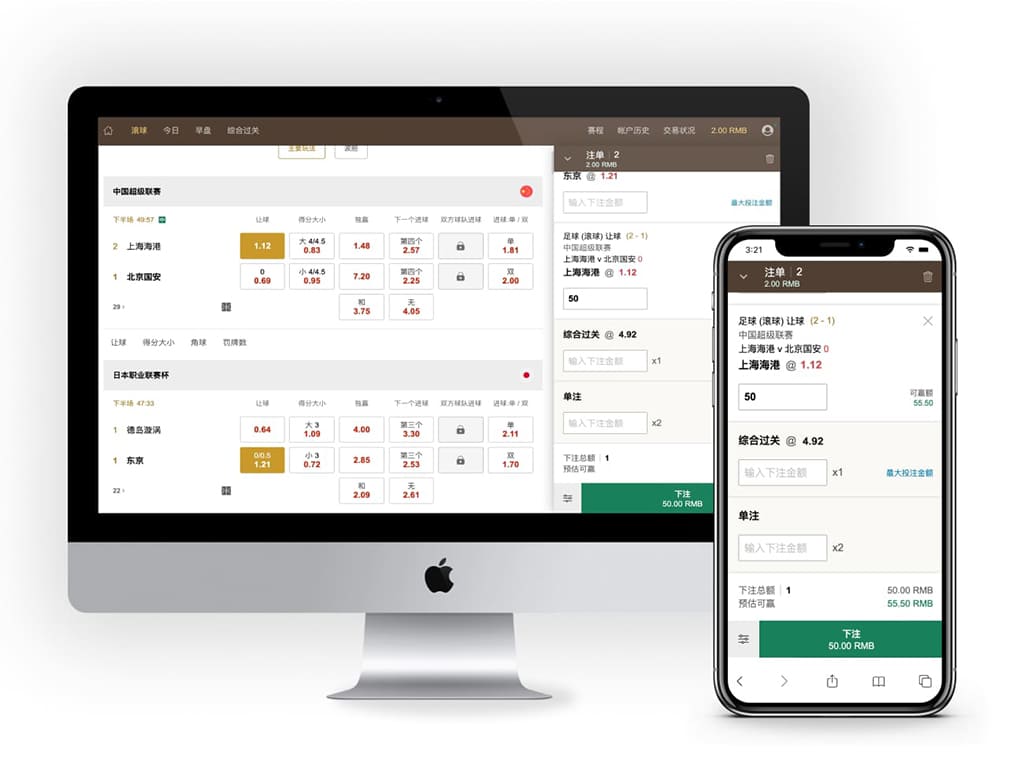 滚球 今日 早盘 综合过关 赛程 帐户历史 交易状况 2.00 RMB
主要玩法 波胆
中国超级联赛
下半场 49:57 中 让球 得分大小 独赢 下一个进球 双方球队进球 进球:单 / 双
2 上海海港 1.12 大 4/4.5 0.83 1.48 第四个 2.57 单 1.81
1 北京国安 0 0.69 小 4/4.5 0.95 7.20 第四个 2.25 双 2.00
29 › 和 3.75 无 4.05
让球 得分大小 角球 罚牌数
日本职业联赛杯
下半场 47:33 让球 得分大小 独赢 下一个进球 双方球队进球 进球:单 / 双
1 德岛漩涡 0.64 大 3 1.09 4.00 第三个 3.30 单 2.11
1 东京 0/0.5 1.21 小 3 0.72 2.85 第三个 2.53 双 1.70
22 › 和 2.09 无 2.61
注单 2
2.00 RMB
东京 @ 1.21
输入下注金额 最大投注金额
足球 (滚球) 让球 (2 - 1)
中国超级联赛
上海海港 v 北京国安 0
上海海港 @ 1.12
50
综合过关 @ 4.92
输入下注金额 x1
单注
输入下注金额 x2
下注总额 1
预估可赢
下注
50.00 RMB
3:21
注单 2
2.00 RMB
足球 (滚球) 让球 (2 - 1)
中国超级联赛
上海海港 v 北京国安 0
上海海港 @ 1.12
50 可赢额
55.50
综合过关 @ 4.92
输入下注金额 x1 最大投注金额
单注
输入下注金额 x2
下注总额 1 50.00 RMB
预估可赢 55.50 RMB
下注
50.00 RMB